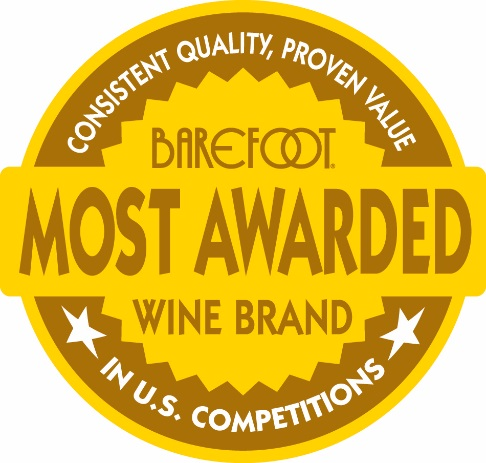 CONSISTENT QUALITY, PROVEN VALUE
BAREFOOT®
MOST AWARDED
WINE BRAND
IN U.S. COMPETITIONS